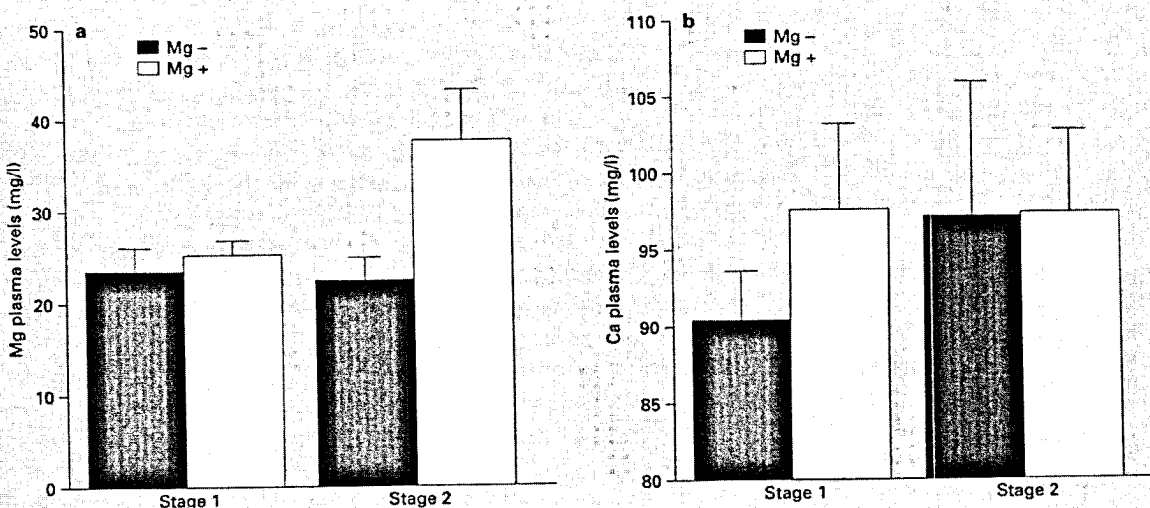 a
Mg –
Mg +
Mg plasma levels (mg/l)
50
40
30
20
10
0
Stage 1
Stage 2
b
Mg –
Mg +
Ca plasma levels (mg/l)
110
105
100
95
90
85
80
Stage 1
Stage 2